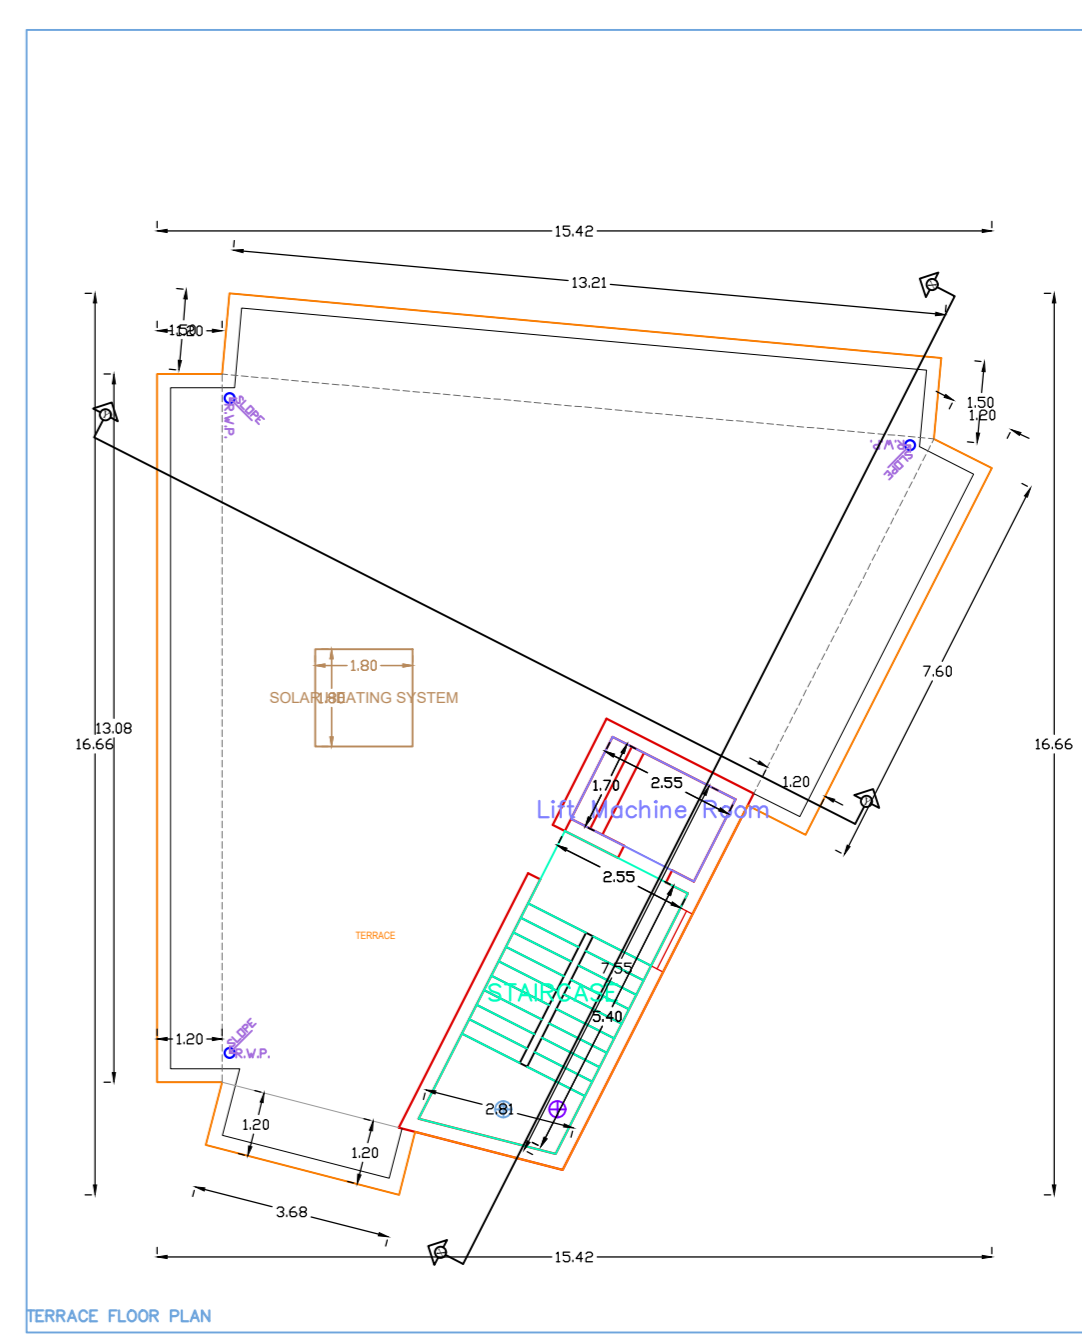 15.42
13.21
1.50
1.20
1.50
1.20
SLOPE
R.W.P.
R.W.P.
SLOPE
7.60
1.80
SOLAR HEATING SYSTEM
1.80
13.08
16.66
16.66
2.55
1.70
1.20
Lift Machine Room
2.55
TERRACE
7.55
STAIRCASE
5.40
1.20
SLOPE
R.W.P.
2.81
1.20
1.20
3.68
15.42
TERRACE FLOOR PLAN